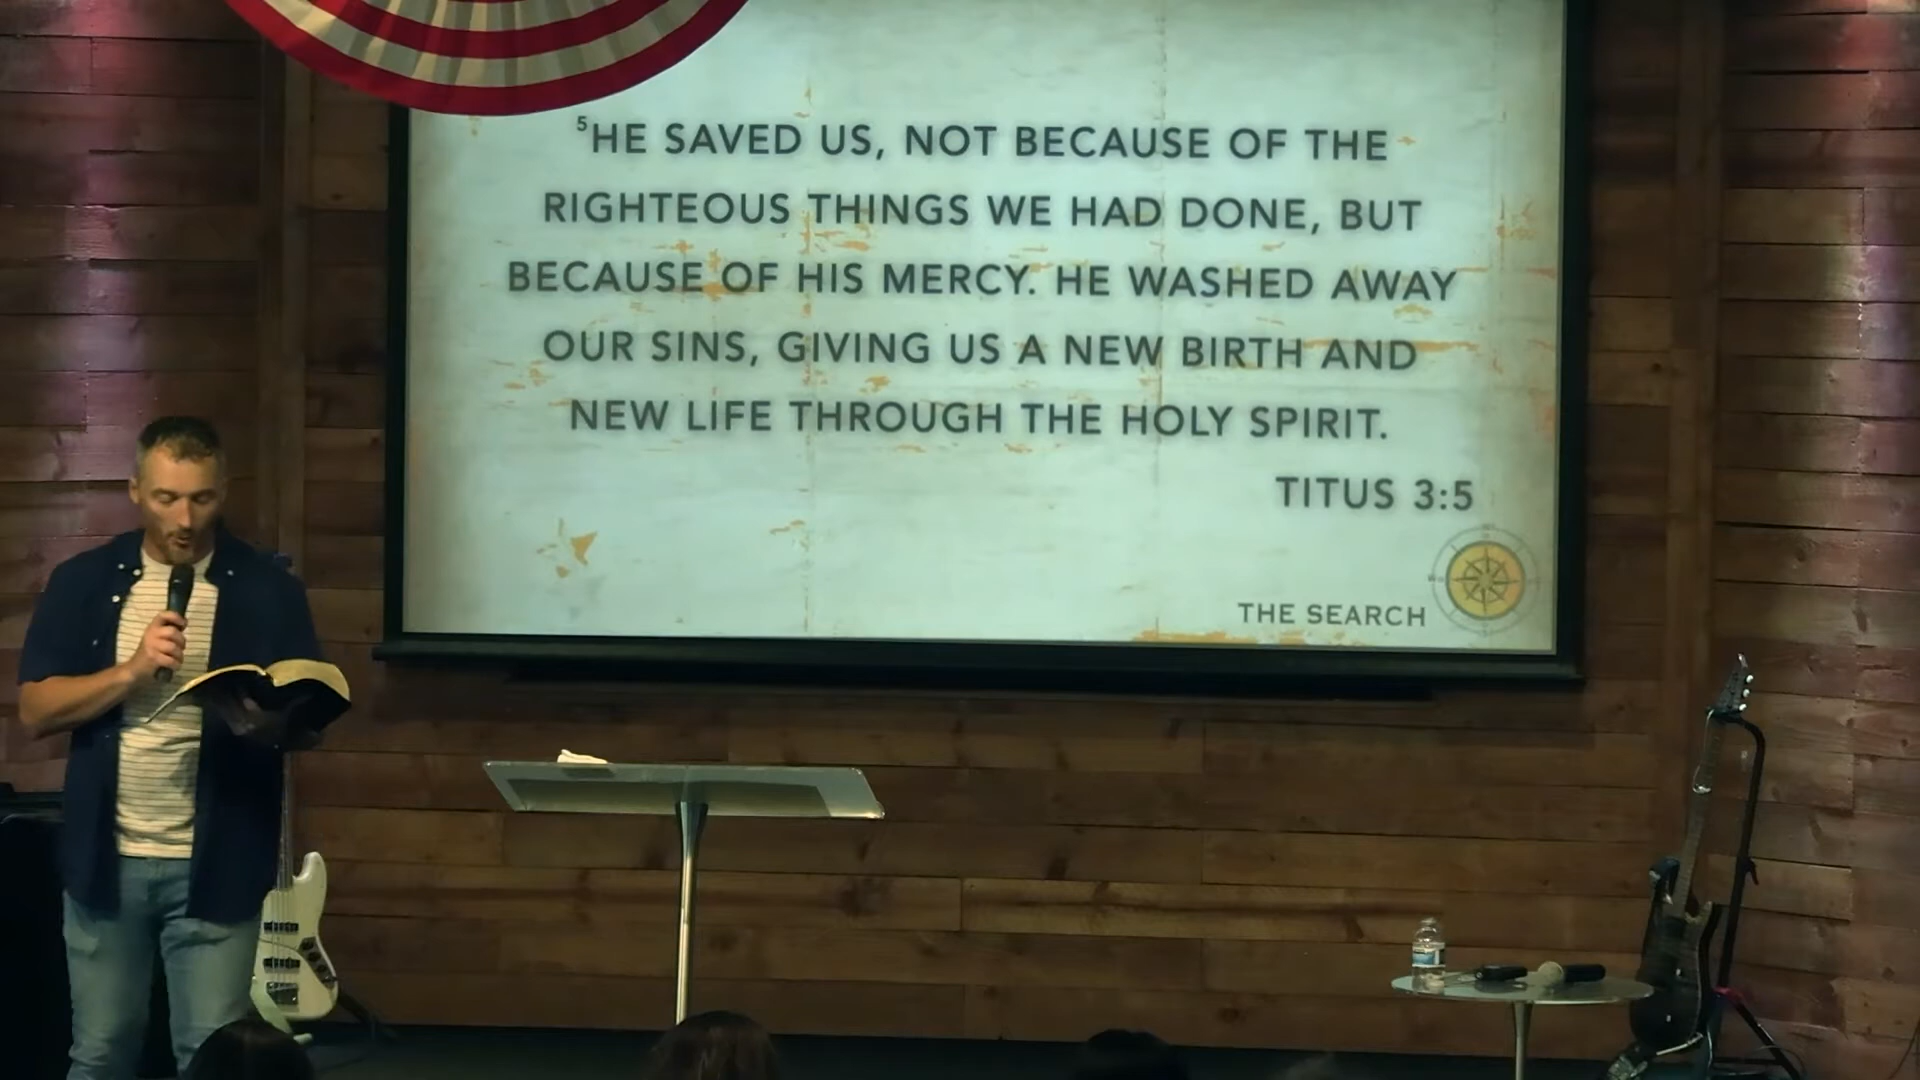 ⁵HE SAVED US, NOT BECAUSE OF THE
RIGHTEOUS THINGS WE HAD DONE, BUT
BECAUSE OF HIS MERCY. HE WASHED AWAY
OUR SINS, GIVING US A NEW BIRTH AND
NEW LIFE THROUGH THE HOLY SPIRIT.
TITUS 3:5
THE SEARCH